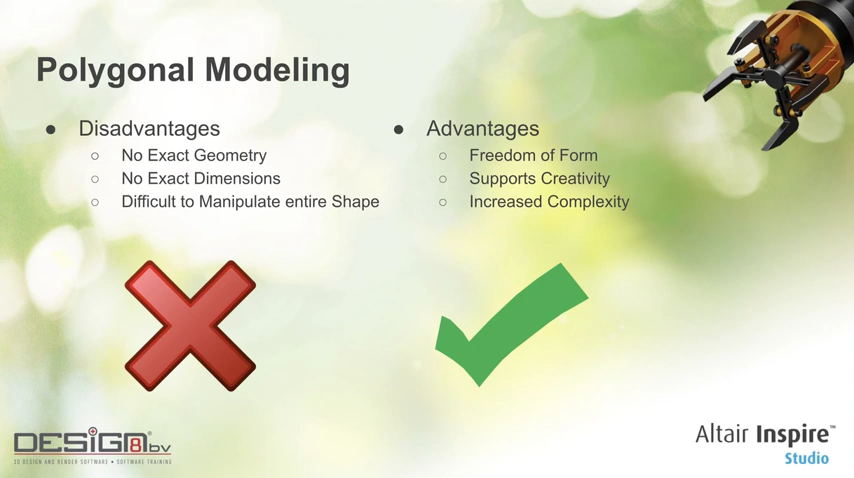 Polygonal Modeling
● Disadvantages
○ No Exact Geometry
○ No Exact Dimensions
○ Difficult to Manipulate entire Shape
● Advantages
○ Freedom of Form
○ Supports Creativity
○ Increased Complexity
DESiGN8® bv
3D DESIGN AND RENDER SOFTWARE • SOFTWARE TRAINING
Altair Inspire™
Studio